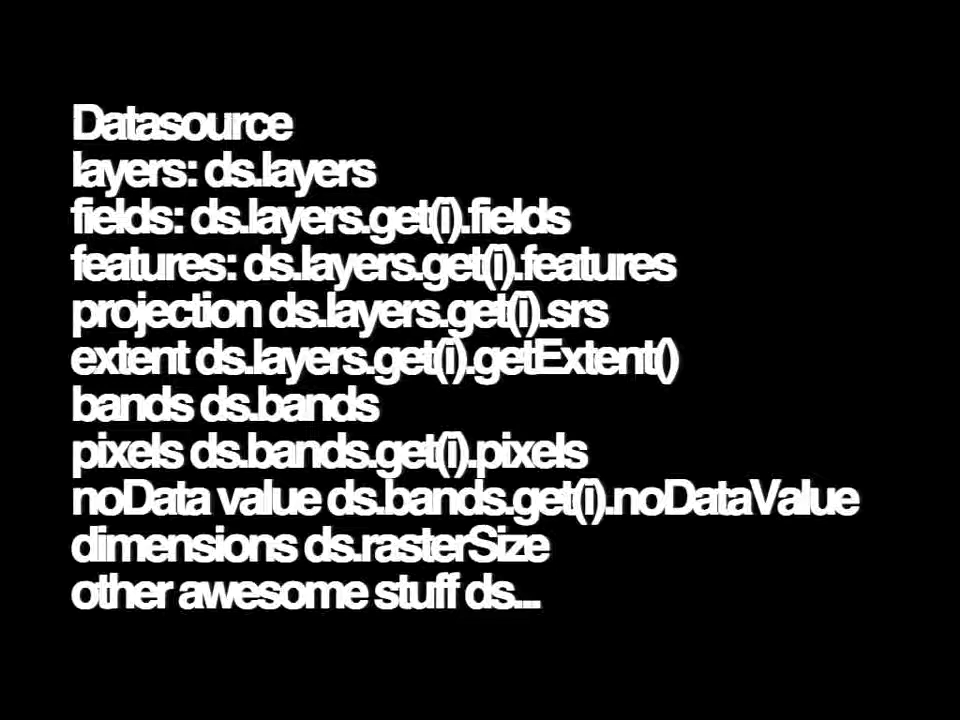 Datasource
layers: ds.layers
fields: ds.layers.get(i).fields
features: ds.layers.get(i).features
projection ds.layers.get(i).srs
extent ds.layers.get(i).getExtent()
bands ds.bands
pixels ds.bands.get(i).pixels
noData value ds.bands.get(i).noDataValue
dimensions ds.rasterSize
other awesome stuff ds...